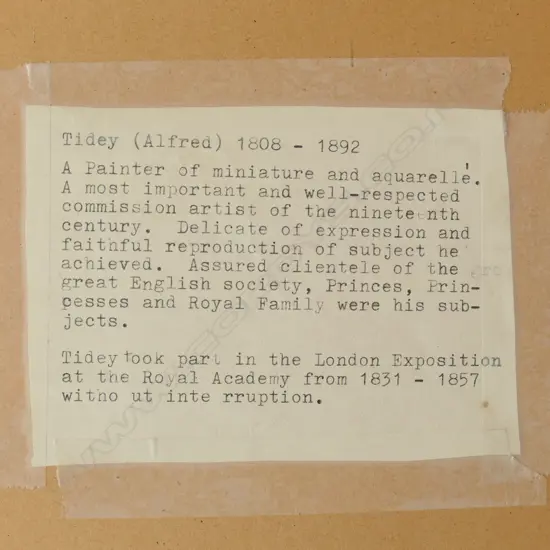 Tidey (Alfred) 1808 - 1892
A Painter of miniature and aquarellé.
A most important and well-respected
commission artist of the nineteenth
century.  Delicate of expression and
faithful reproduction of subject he
achieved.  Assured clientele of the
great English society, Princes, Prin-
cesses and Royal Family were his sub-
jects.
Tidey took part in the London Exposition
at the Royal Academy from 1831 - 1857
witho ut inte rruption.